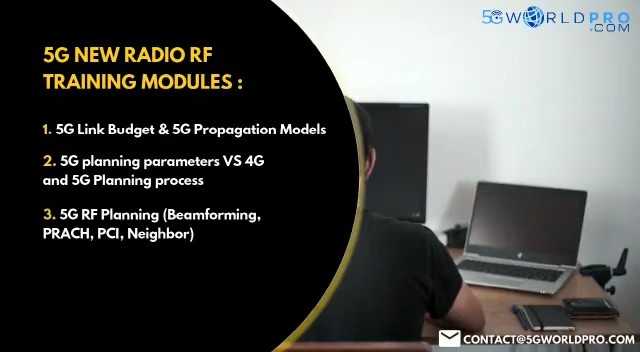 5GWORLDPRO
.COM
5G NEW RADIO RF
TRAINING MODULES :
1. 5G Link Budget & 5G Propagation Models
2. 5G planning parameters VS 4G
and 5G Planning process
3. 5G RF Planning (Beamforming,
PRACH, PCI, Neighbor)
CONTACT@5GWORLDPRO.COM